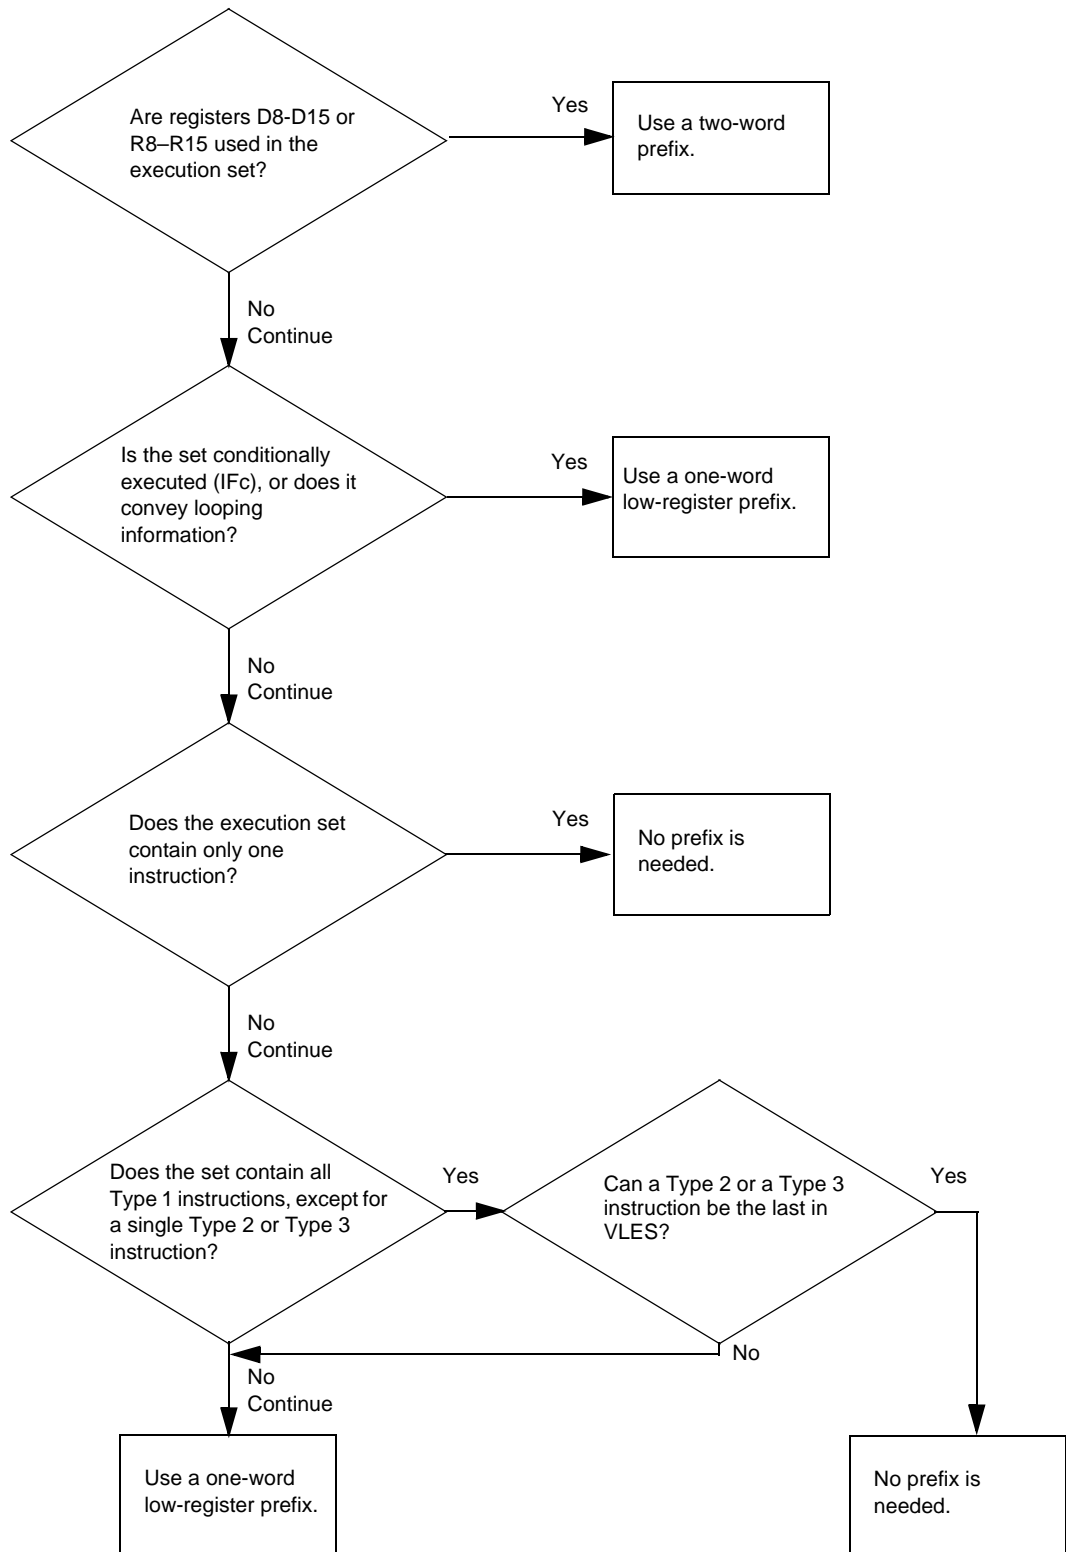 Are registers D8-D15 or
R8–R15 used in the
execution set?
Yes
Use a two-word
prefix.
No
Continue
Is the set conditionally
executed (IFc), or does it
convey looping
information?
Yes
Use a one-word
low-register prefix.
No
Continue
Does the execution set
contain only one
instruction?
Yes
No prefix is
needed.
No
Continue
Does the set contain all
Type 1 instructions, except for
a single Type 2 or Type 3
instruction?
Yes
Can a Type 2 or a Type 3
instruction be the last in
VLES?
Yes
No
No
Continue
Use a one-word
low-register prefix.
No prefix is
needed.